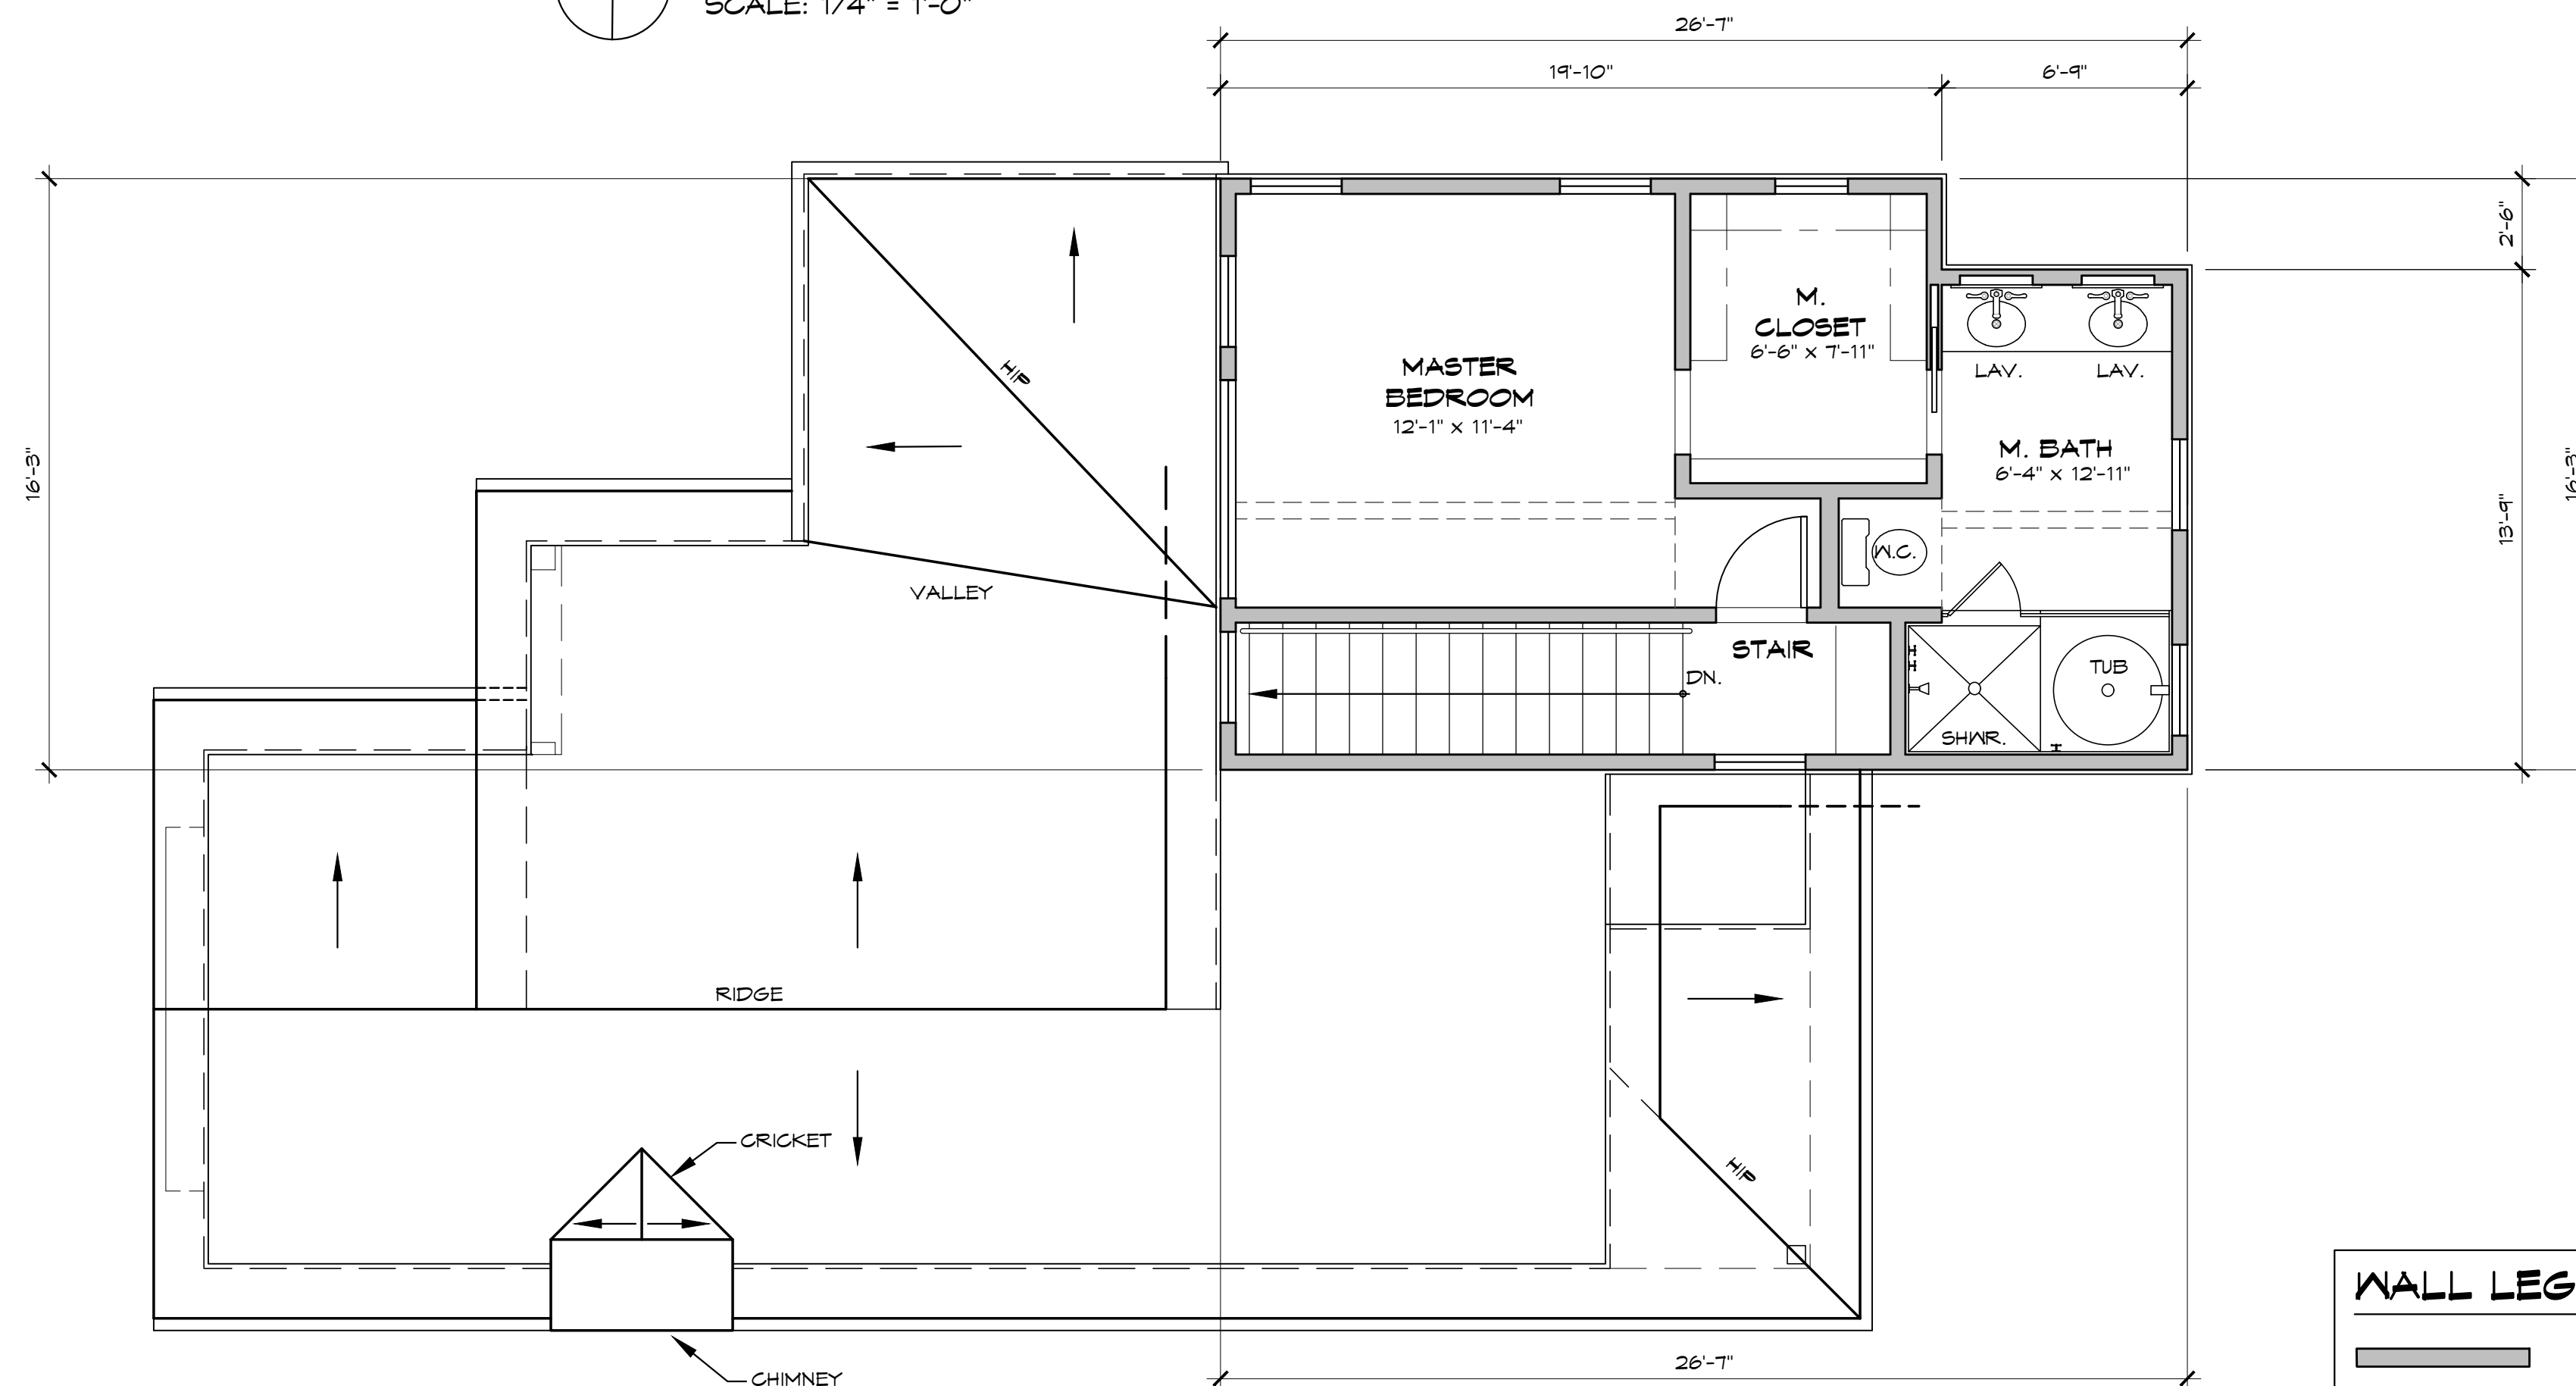 SCALE: 1/4" = 1'-0"
26'-7"
19'-10"
6'-9"
2'-6"
M.
CLOSET
6'-6" x 7'-11"
MASTER
BEDROOM
12'-1" x 11'-4"
LAV.
LAV.
HIP
M. BATH
6'-4" x 12'-11"
16'-3"
13'-9"
16'-3"
W.C.
VALLEY
STAIR
DN.
TUB
SHWR.
RIDGE
CRICKET
HIP
WALL LEG
26'-7"
CHIMNEY